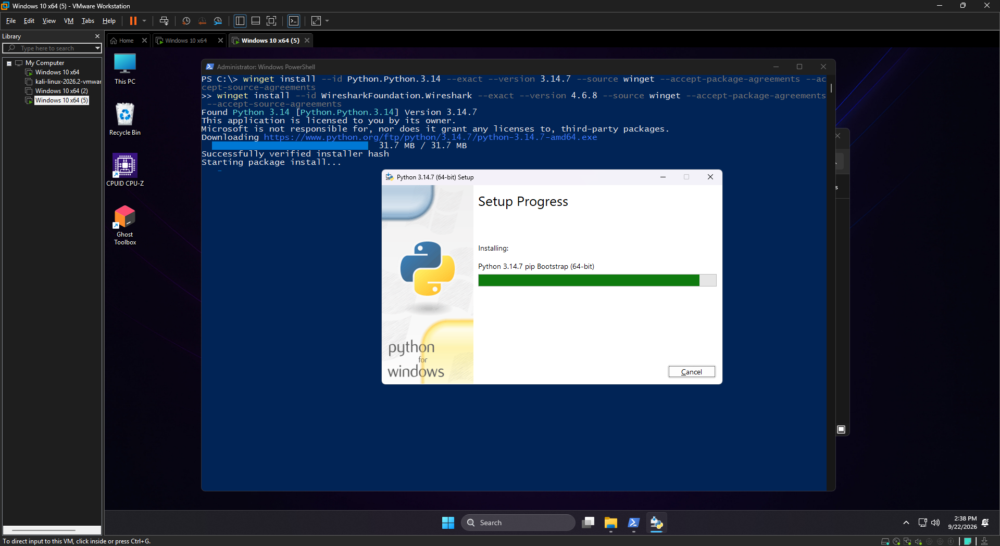 Windows 10 x64 (5) - VMware Workstation
File Edit View VM Tabs Help
Library
Type here to search
My Computer
Windows 10 x64
kali-linux-2026.2-vmwar
Windows 10 x64 (2)
Windows 10 x64 (5)
Home
Windows 10 x64
Windows 10 x64 (5)
This PC
Recycle Bin
CPUID CPU-Z
Ghost
Toolbox
Administrator: Windows PowerShell
PS C:\> winget install --id Python.Python.3.14 --exact --version 3.14.7 --source winget --accept-package-agreements --ac
cept-source-agreements
>> winget install --id WiresharkFoundation.Wireshark --exact --version 4.6.8 --source winget --accept-package-agreements
--accept-source-agreements
Found Python 3.14 [Python.Python.3.14] Version 3.14.7
This application is licensed to you by its owner.
Microsoft is not responsible for, nor does it grant any licenses to, third-party packages.
Downloading https://www.python.org/ftp/python/3.14.7/python-3.14.7-amd64.exe
31.7 MB / 31.7 MB
Successfully verified installer hash
Starting package install...
Python 3.14.7 (64-bit) Setup
Setup Progress
Installing:
Python 3.14.7 pip Bootstrap (64-bit)
python
for
windows
Cancel
s
Search
2:38 PM
9/22/2026
To direct input to this VM, click inside or press Ctrl+G.